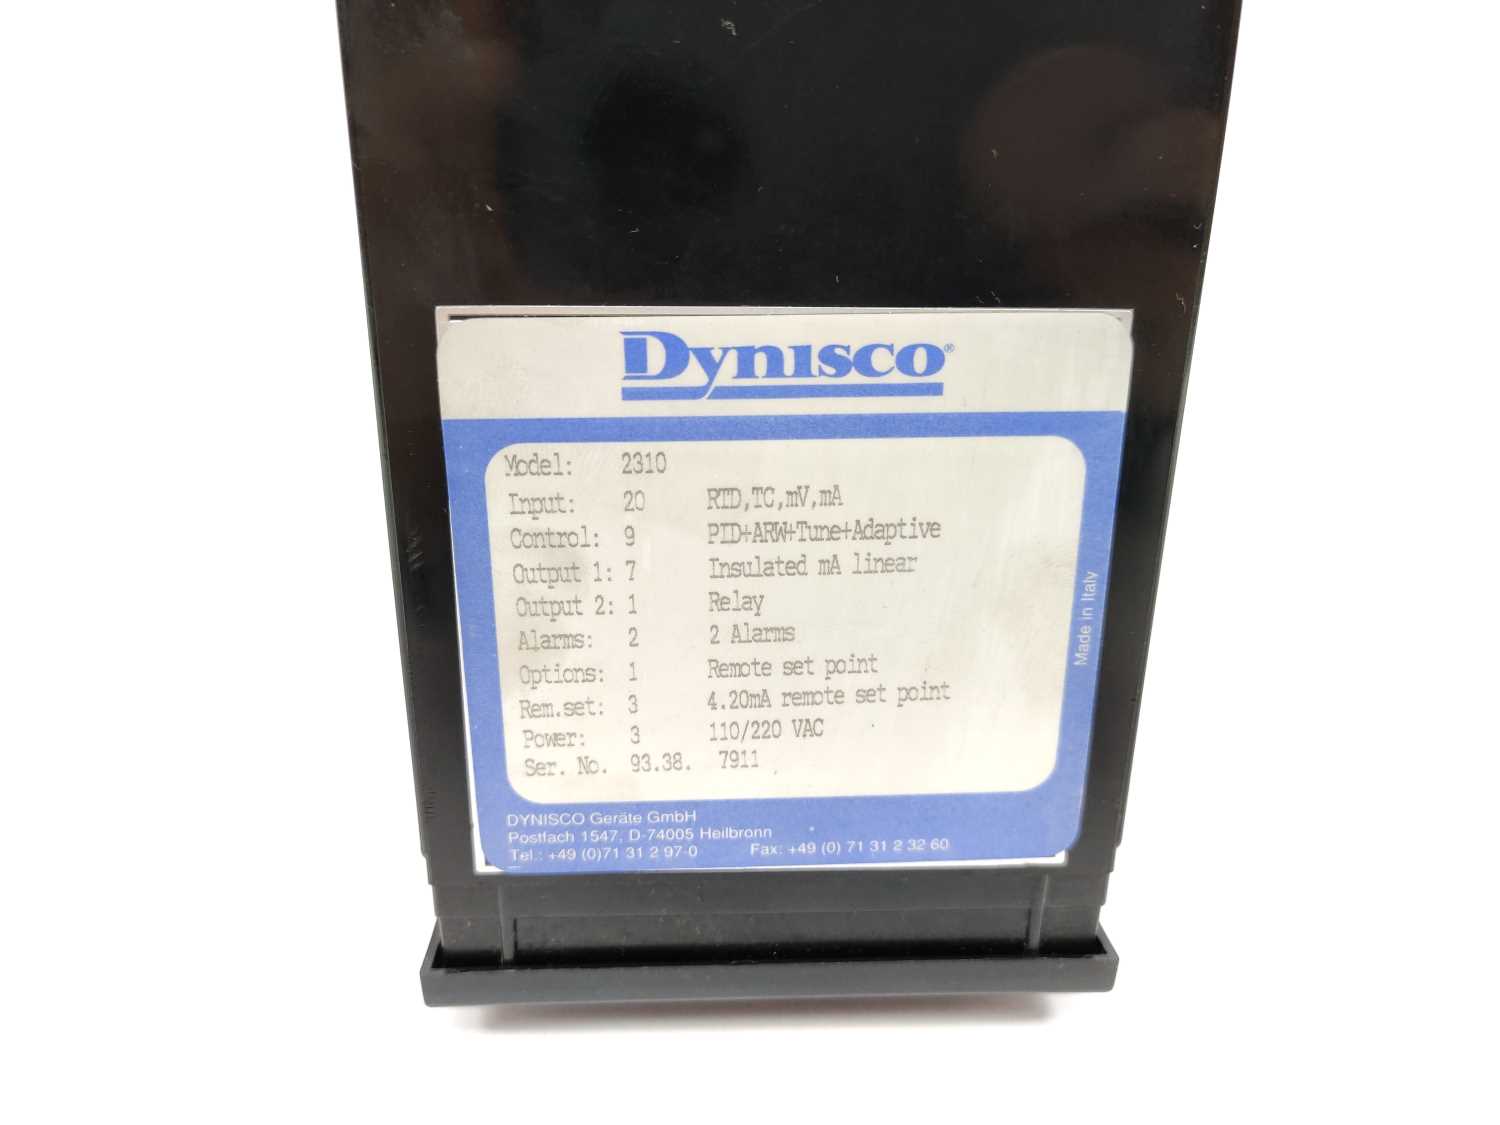 DYNISCO®
Model: 2310
Input: 20 RTD,TC,mV,mA
Control: 9 PID+ARW+Tune+Adaptive
Output 1: 7 Insulated mA linear
Output 2: 1 Relay
Alarms: 2 2 Alarms
Options: 1 Remote set point
Rem.set: 3 4.20mA remote set point
Power: 3 110/220 VAC
Ser. No. 93.38. 7911
Made in Italy
DYNISCO Geräte GmbH
Postfach 1547, D-74005 Heilbronn
Tel.: +49 (0)71 31 2 97-0 Fax: +49 (0) 71 31 2 32 60